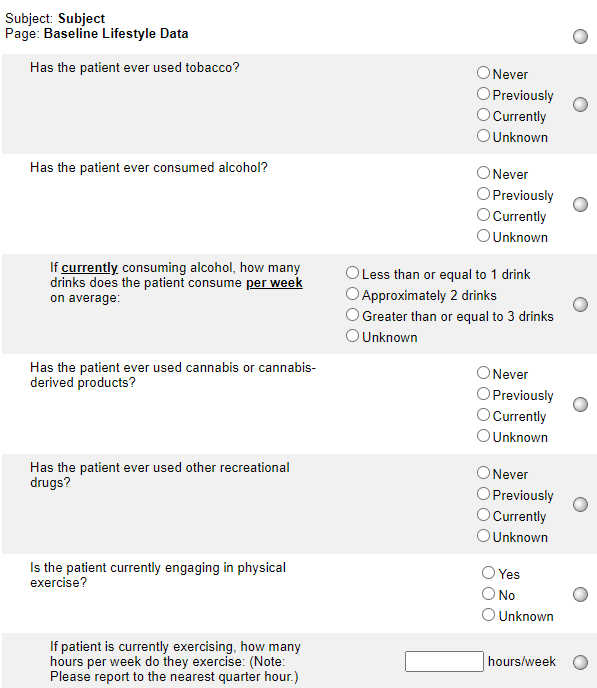 Subject: Subject
Page: Baseline Lifestyle Data
Has the patient ever used tobacco?
Never
Previously
Currently
Unknown
Has the patient ever consumed alcohol?
Never
Previously
Currently
Unknown
If currently consuming alcohol, how many
drinks does the patient consume per week
on average:
Less than or equal to 1 drink
Approximately 2 drinks
Greater than or equal to 3 drinks
Unknown
Has the patient ever used cannabis or cannabis-
derived products?
Never
Previously
Currently
Unknown
Has the patient ever used other recreational
drugs?
Never
Previously
Currently
Unknown
Is the patient currently engaging in physical
exercise?
Yes
No
Unknown
If patient is currently exercising, how many
hours per week do they exercise: (Note:
Please report to the nearest quarter hour.)
hours/week